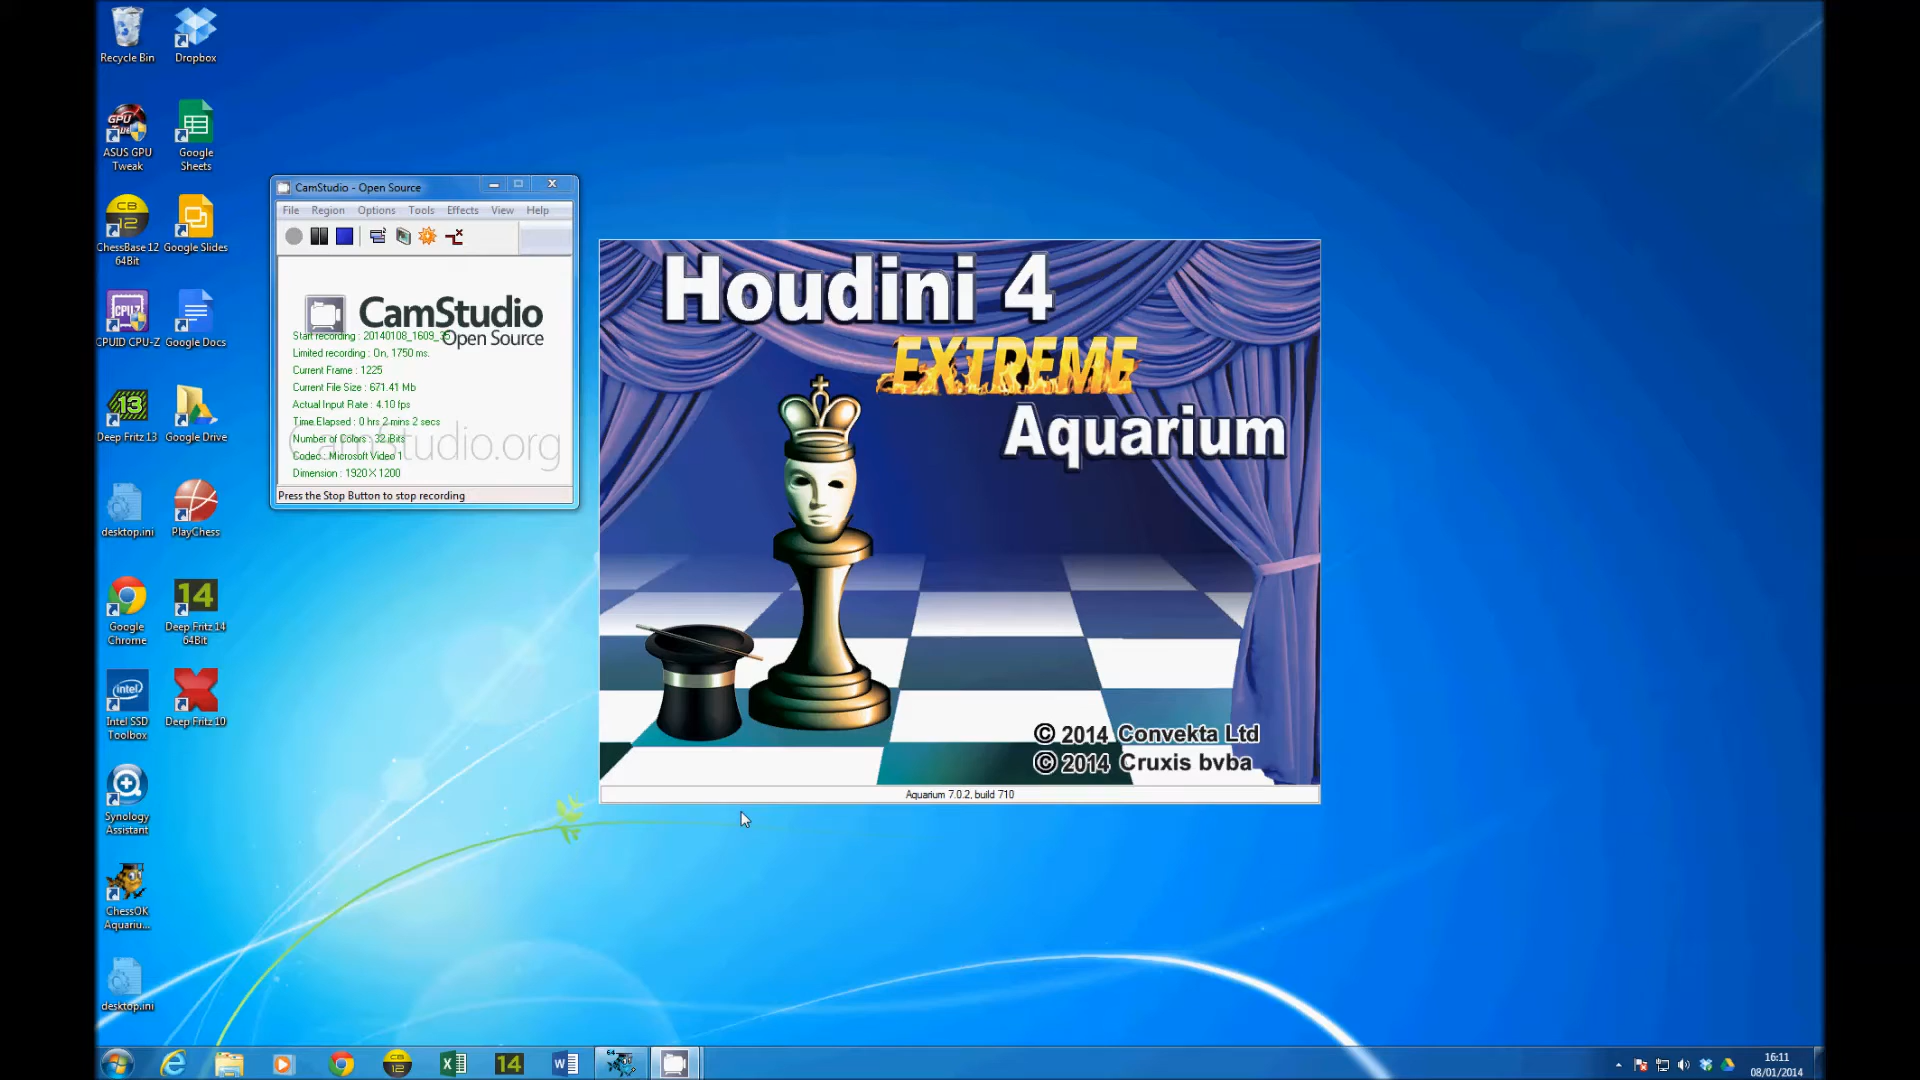 Recycle Bin
Dropbox
ASUS GPU
Tweak
Google
Sheets
ChessBase 12
64Bit
Google Slides
CPUID CPU-Z
Google Docs
Deep Fritz 13
Google Drive
desktop.ini
PlayChess
Google
Chrome
Deep Fritz 14
64Bit
Intel SSD
Toolbox
Deep Fritz 10
Synology
Assistant
ChessOK
Aquariu...
desktop.ini
CamStudio - Open Source
File Region Options Tools Effects View Help
CamStudio
Open Source
Start recording : 20140108_1609_35
Limited recording : On, 1750 ms.
Current Frame : 1225
Current File Size : 671.41 Mb
Actual Input Rate : 4.10 fps
Time Elapsed : 0 hrs 2 mins 2 secs
Number of Colors : 32 Bits
Codec : Microsoft Video 1
Dimension : 1920 X 1200
CamStudio.org
Press the Stop Button to stop recording
Houdini 4
EXTREME
Aquarium
© 2014 Convekta Ltd
© 2014 Cruxis bvba
Aquarium 7.0.2, build 710
16:11
08/01/2014